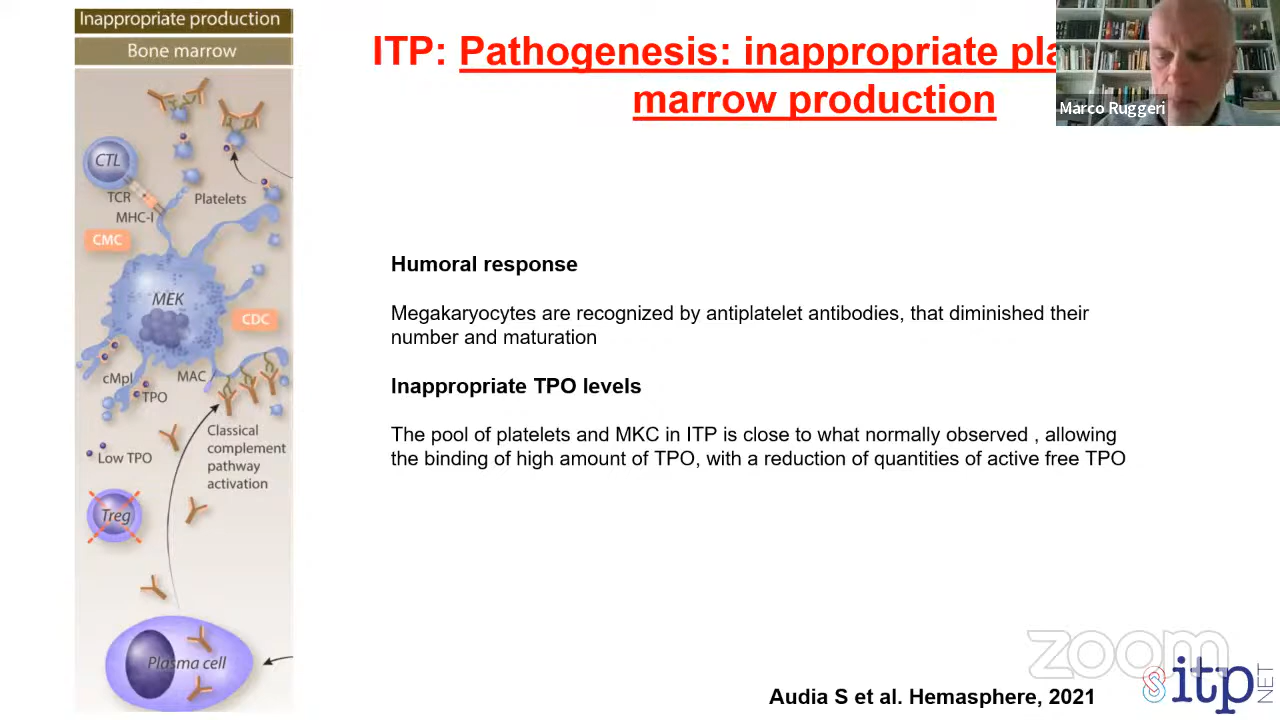 Inappropriate production
Bone marrow
CTL
TCR
MHC-I
Platelets
CMC
MEK
CDC
cMpl
MAC
TPO
Low TPO
Classical
complement
pathway
activation
Treg
Plasma cell
ITP: Pathogenesis: inappropriate
marrow production
Marco Ruggeri
Humoral response
Megakaryocytes are recognized by antiplatelet antibodies, that diminished their
number and maturation
Inappropriate TPO levels
The pool of platelets and MKC in ITP is close to what normally observed , allowing
the binding of high amount of TPO, with a reduction of quantities of active free TPO
Audia S et al. Hemasphere, 2021
zoom
itp
NET